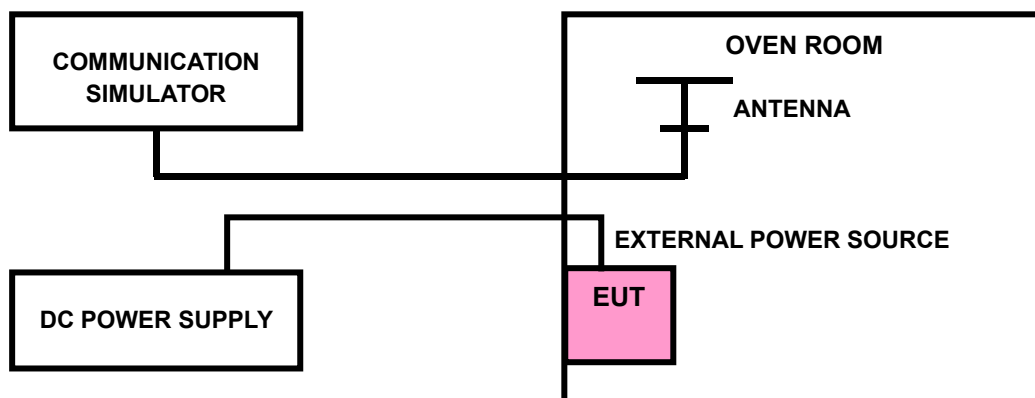 COMMUNICATION
SIMULATOR
OVEN ROOM
ANTENNA
EXTERNAL POWER SOURCE
DC POWER SUPPLY
EUT